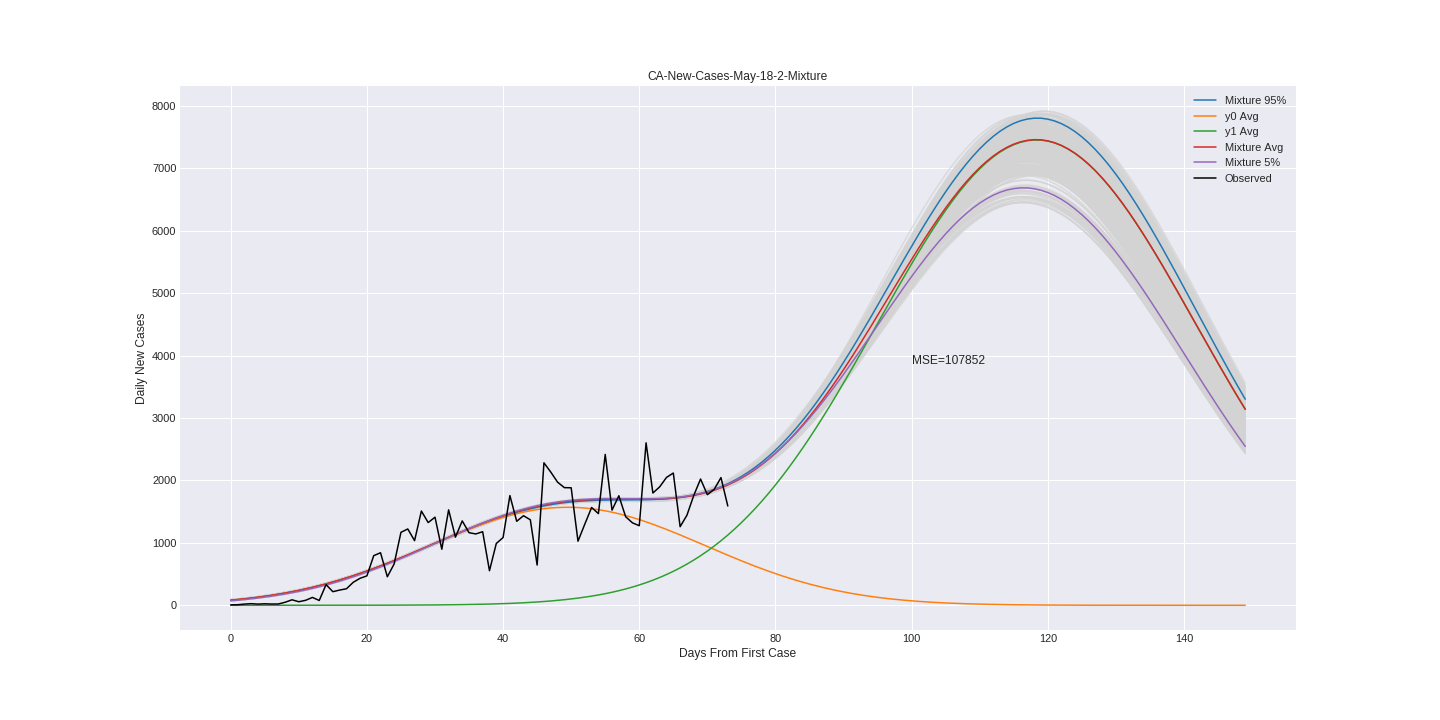 CA-New-Cases-May-18-2-Mixture
8000
7000
6000
5000
4000
3000
2000
1000
0
Daily New Cases
Mixture 95%
y0 Avg
y1 Avg
Mixture Avg
Mixture 5%
Observed
MSE=107852
0 20 40 60 80 100 120 140
Days From First Case